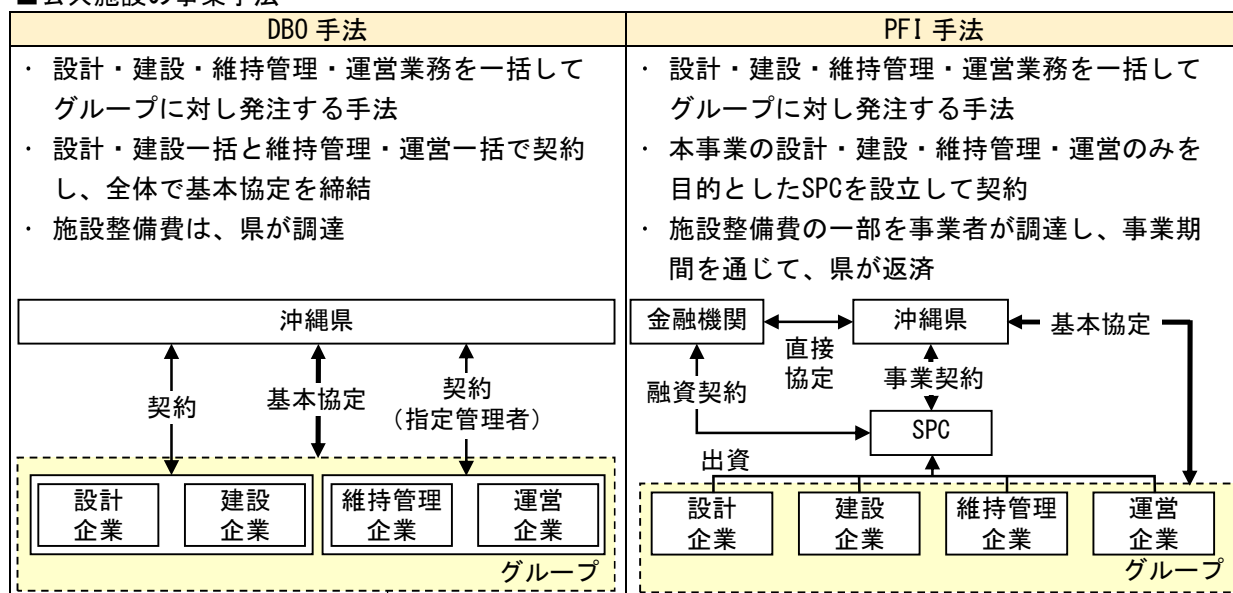 ■公共施設の事業手法
DBO 手法
・ 設計・建設・維持管理・運営業務を一括して
グループに対し発注する手法
・ 設計・建設一括と維持管理・運営一括で契約
し、全体で基本協定を締結
・ 施設整備費は、県が調達
沖縄県
契約
基本協定
契約
（指定管理者）
設計
企業
建設
企業
維持管理
企業
運営
企業
グループ
PFI 手法
・ 設計・建設・維持管理・運営業務を一括して
グループに対し発注する手法
・ 本事業の設計・建設・維持管理・運営のみを
目的としたSPCを設立して契約
・ 施設整備費の一部を事業者が調達し、事業期
間を通じて、県が返済
金融機関
沖縄県
基本協定
直接
協定
融資契約
事業契約
SPC
出資
設計
企業
建設
企業
維持管理
企業
運営
企業
グループ